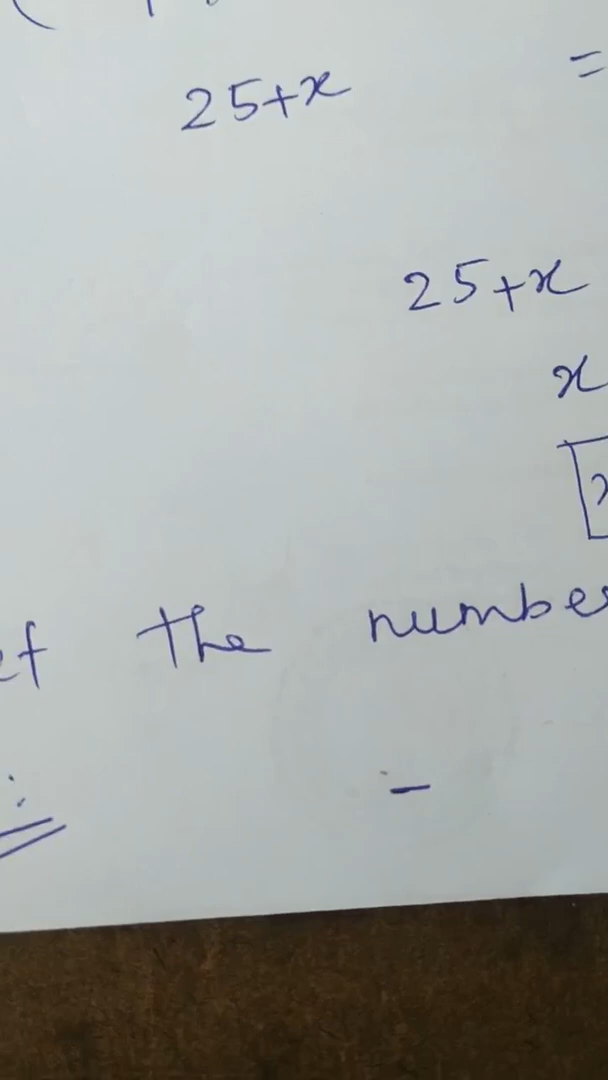 25+x =
25+x
x
x
the number